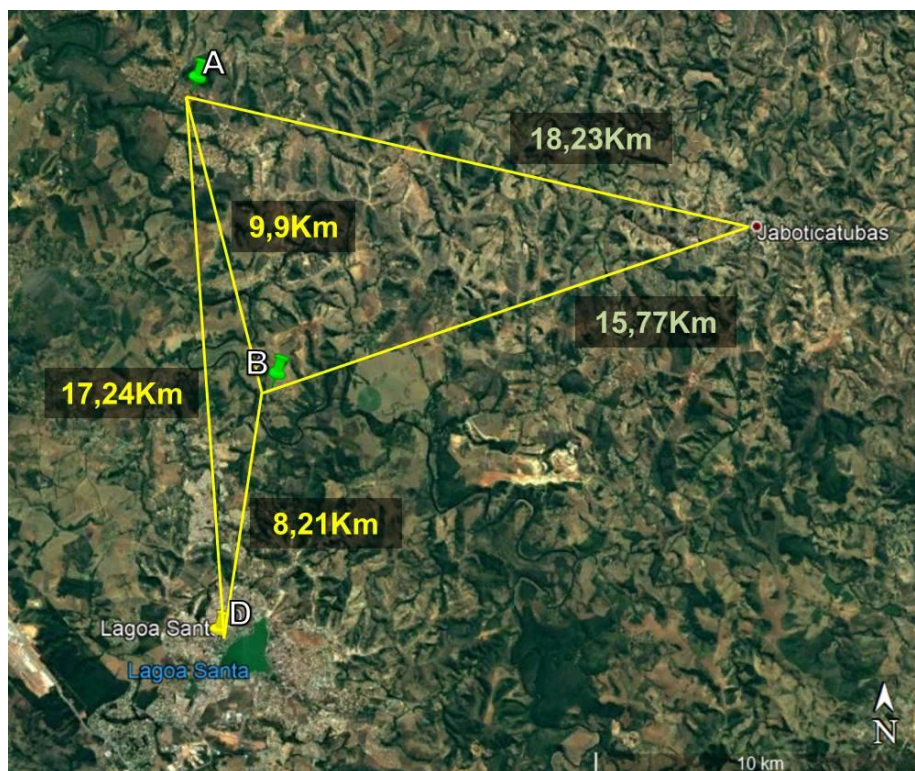 A
18,23Km
9,9Km
Jaboticatubas
15,77Km
B
17,24Km
8,21Km
D
Lagoa Sant
Lagoa Santa
N
10 km